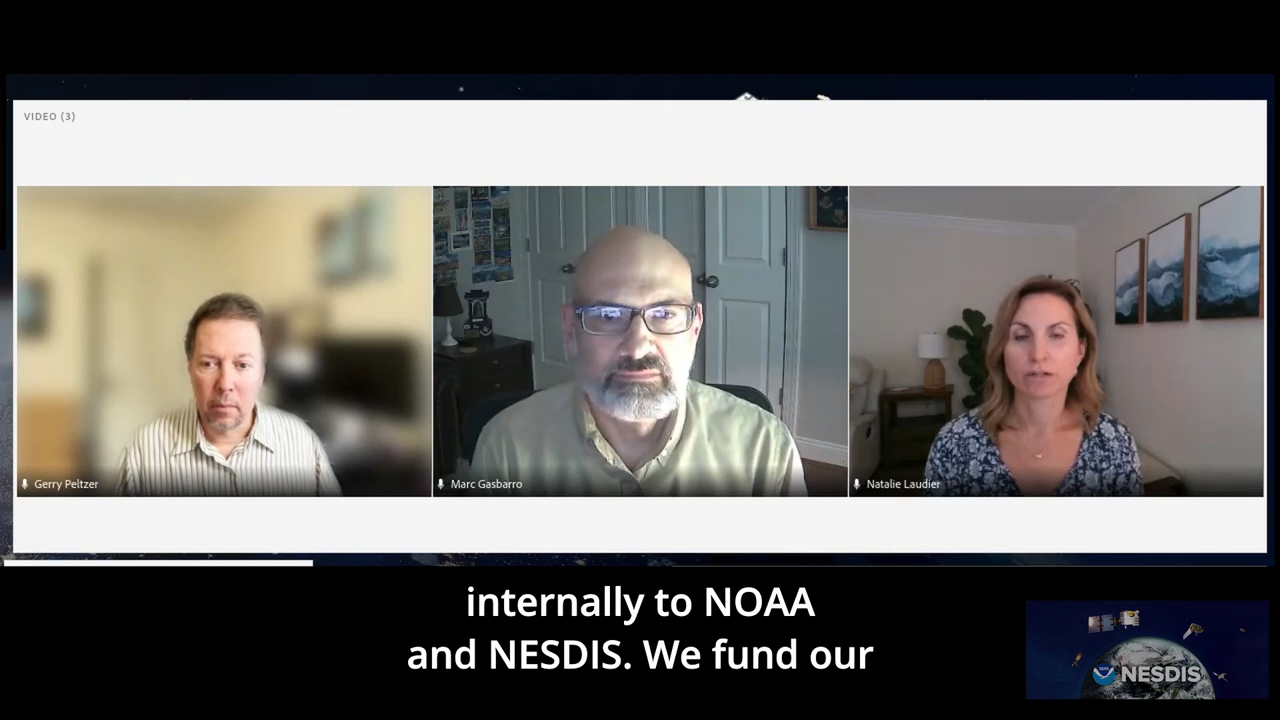 VIDEO (3)
Gerry Peltzer
Marc Gasbarro
Natalie Laudier
internally to NOAA
and NESDIS. We fund our
NESDIS